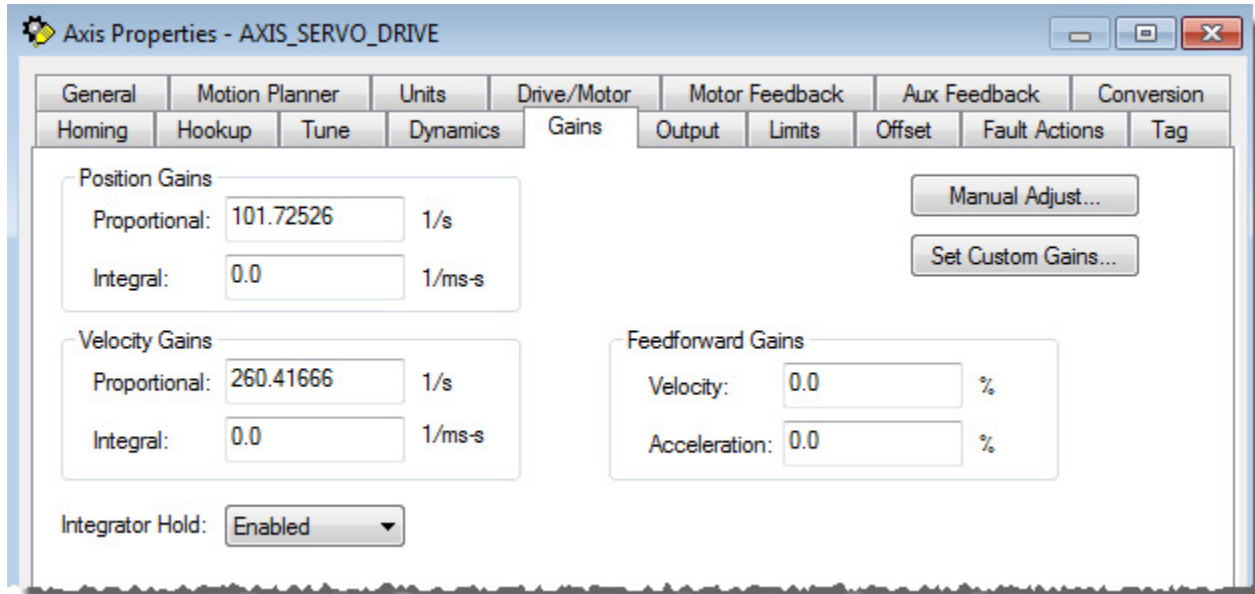 Axis Properties - AXIS_SERVO_DRIVE
General Motion Planner Units Drive/Motor Motor Feedback Aux Feedback Conversion
Homing Hookup Tune Dynamics Gains Output Limits Offset Fault Actions Tag
Position Gains
Proportional: 101.72526 1/s
Integral: 0.0 1/ms-s
Manual Adjust...
Set Custom Gains...
Velocity Gains
Proportional: 260.41666 1/s
Integral: 0.0 1/ms-s
Feedforward Gains
Velocity: 0.0 %
Acceleration: 0.0 %
Integrator Hold: Enabled